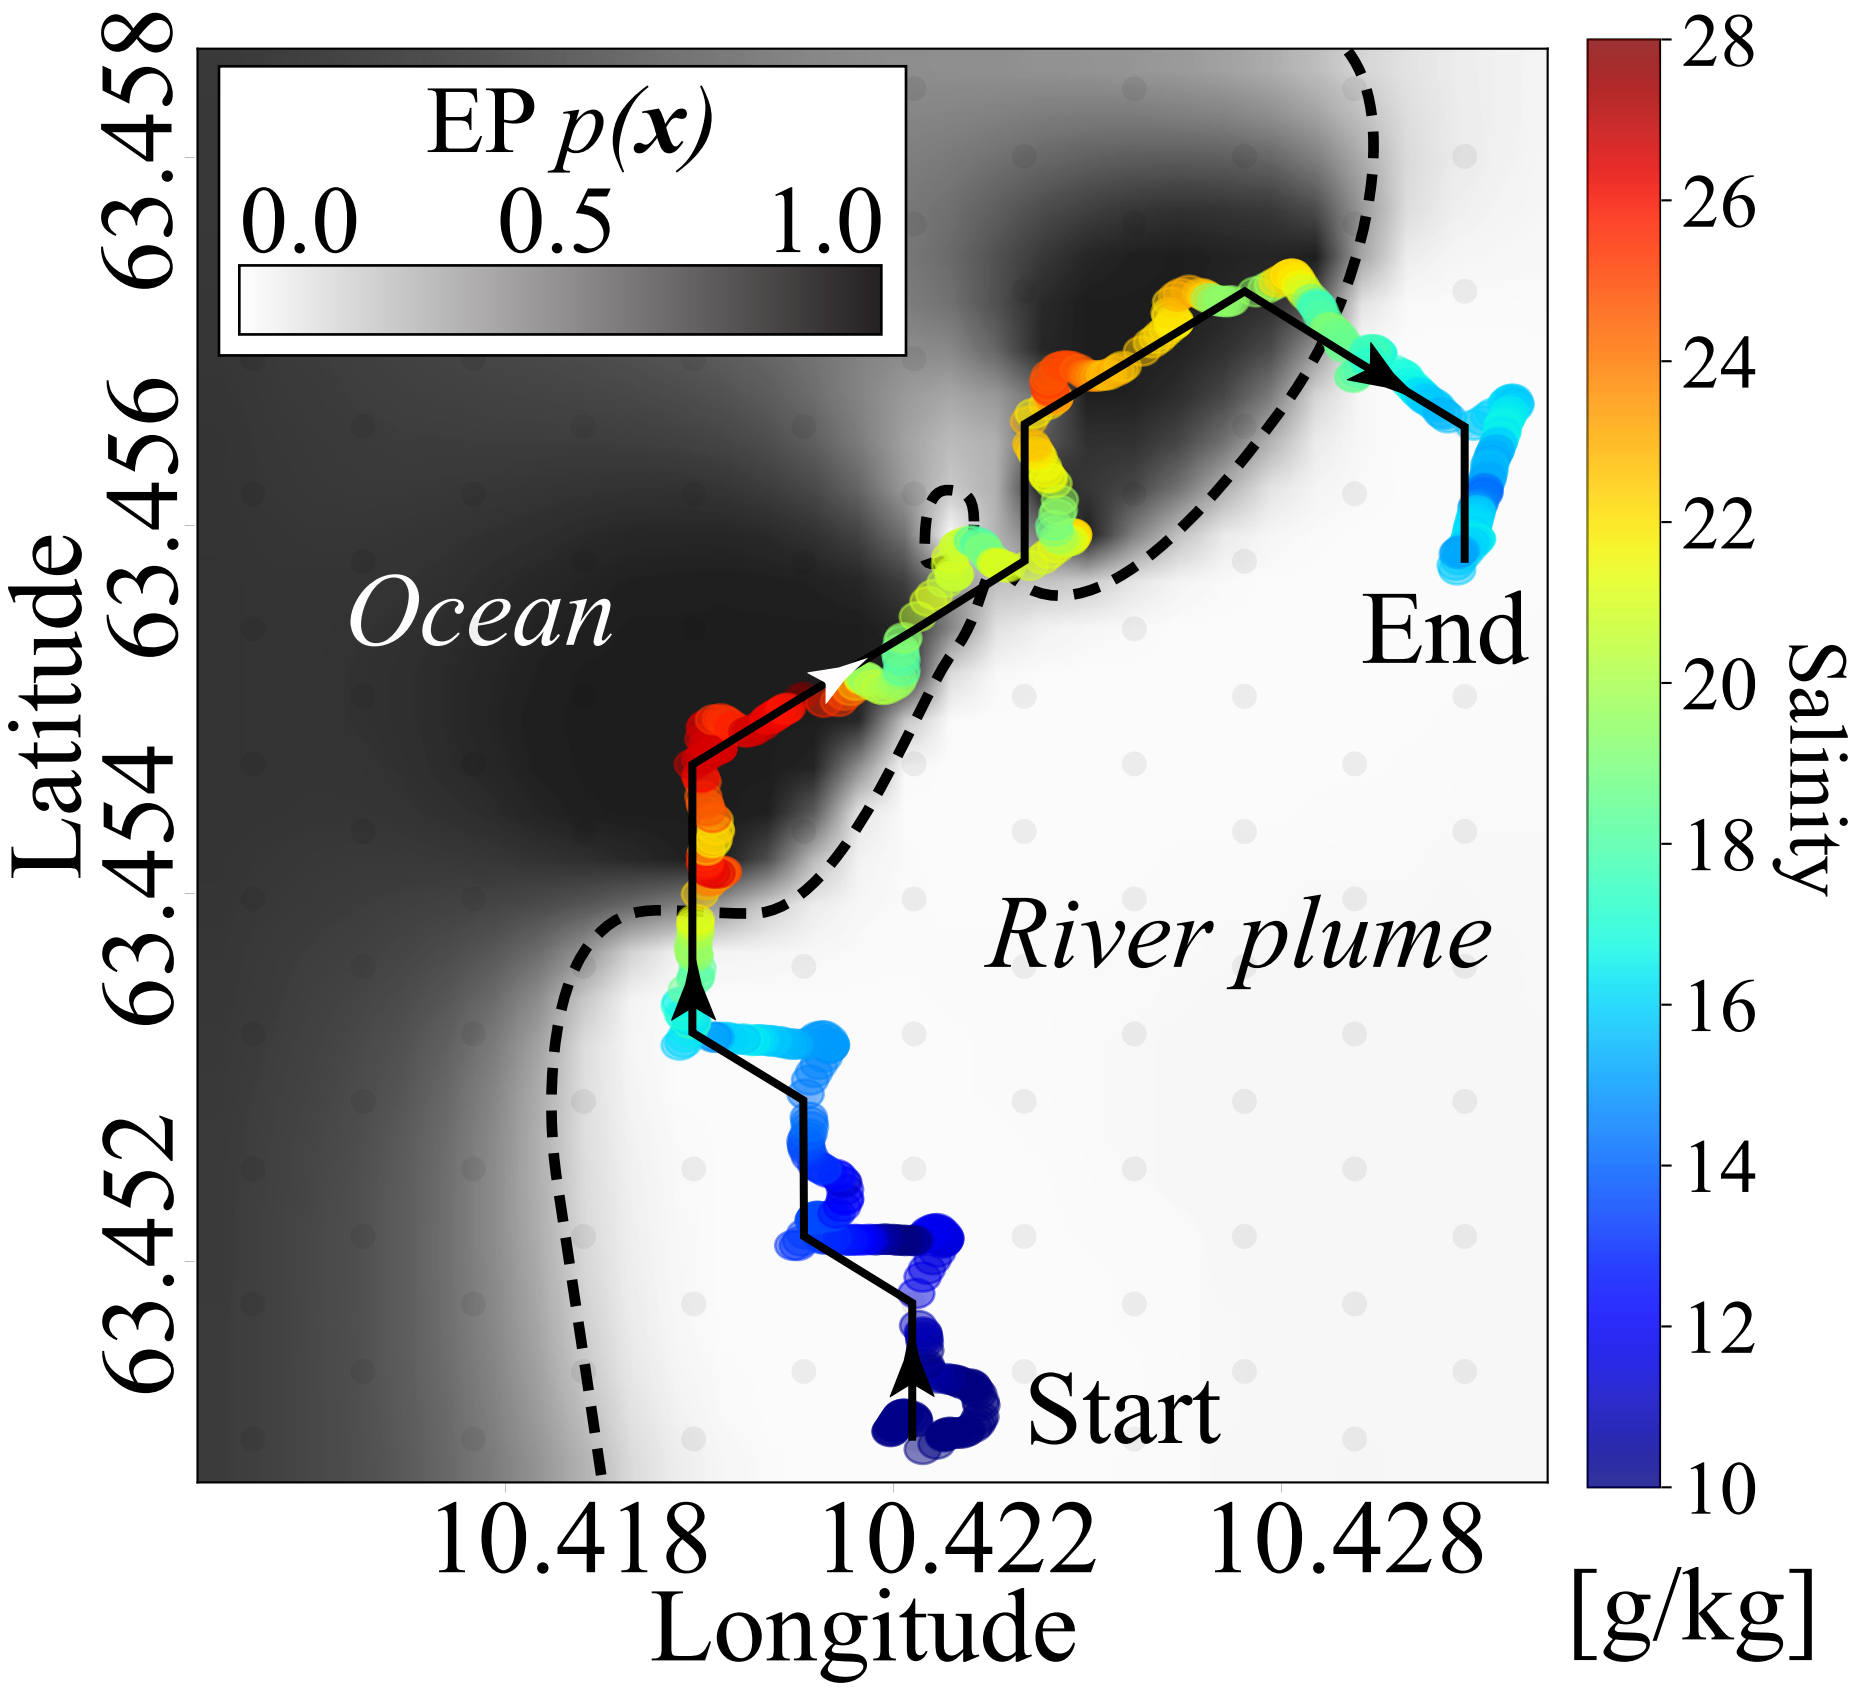 EP p(x)
0.0 0.5 1.0
Latitude
63.458
63.456
63.454
63.452
Ocean
River plume
End
Start
10.418 10.422 10.428
Longitude
28
26
24
22
20
18
16
14
12
10
Salinity
[g/kg]